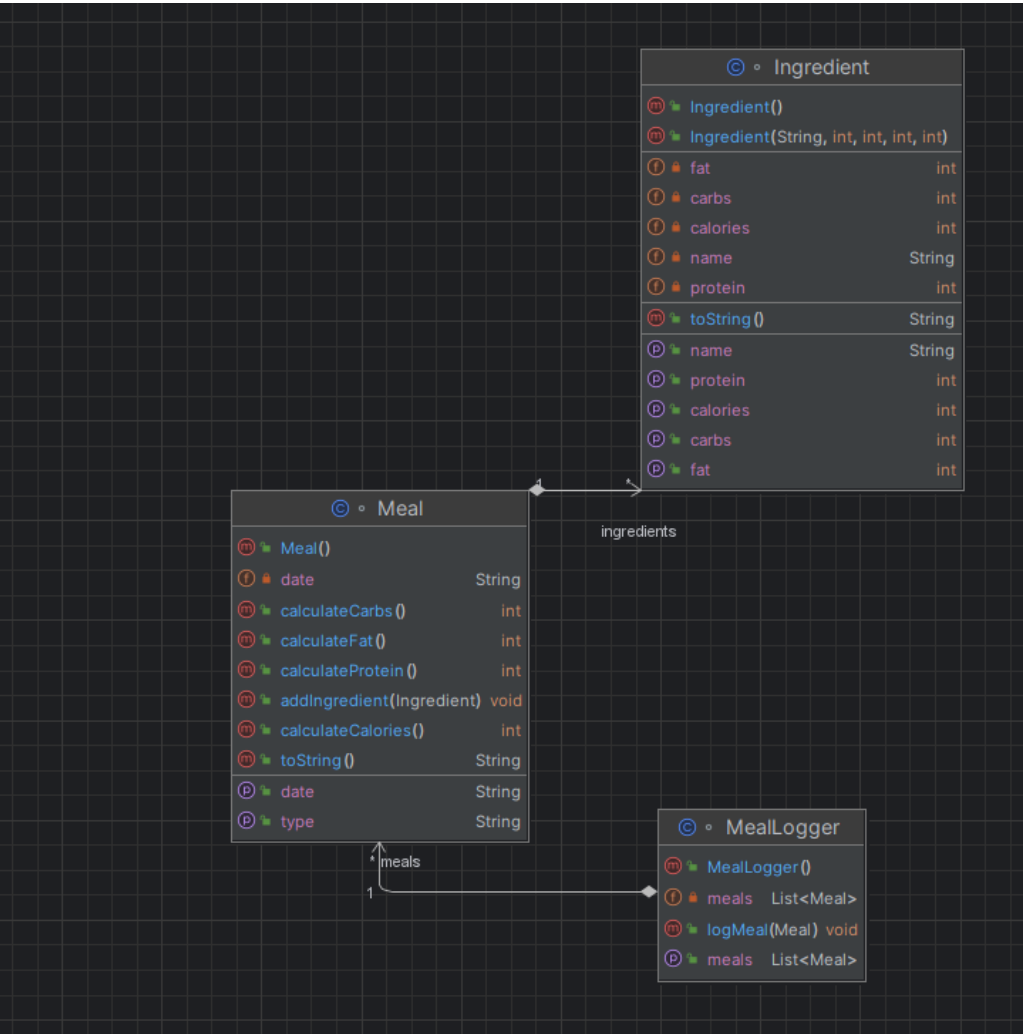 Ingredient
Ingredient()
Ingredient(String, int, int, int, int)
fat int
carbs int
calories int
name String
protein int
toString() String
name String
protein int
calories int
carbs int
fat int
1 *
ingredients
Meal
Meal()
date String
calculateCarbs() int
calculateFat() int
calculateProtein() int
addIngredient(Ingredient) void
calculateCalories() int
toString() String
date String
type String
* meals
1
MealLogger
MealLogger()
meals List<Meal>
logMeal(Meal) void
meals List<Meal>